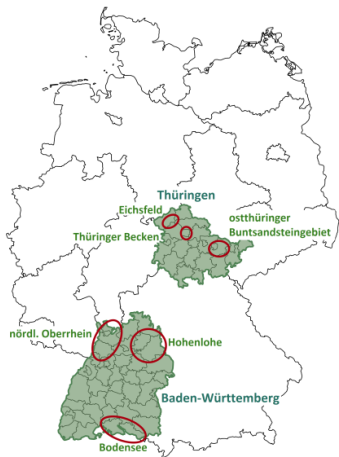 Thüringen
Eichsfeld
ostthüringer
Buntsandsteingebiet
Thüringer Becken
nördl. Oberrhein
Hohenlohe
Baden-Württemberg
Bodensee